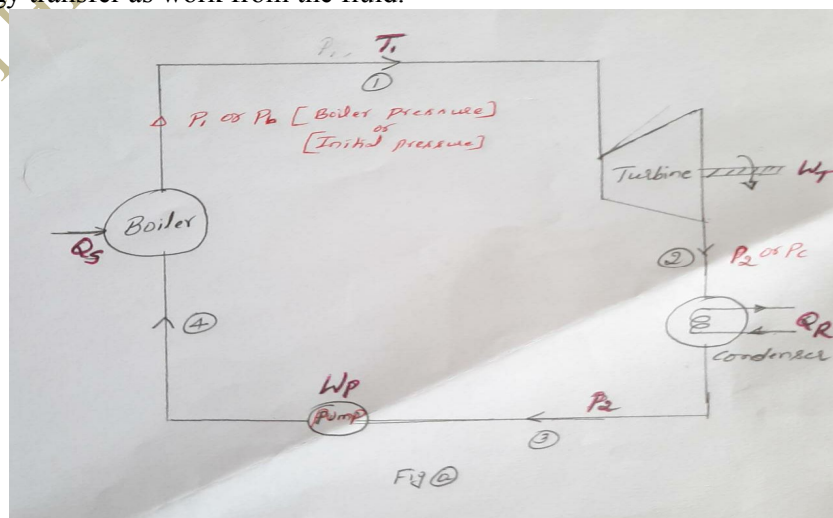 gy transfer as work from the fluid.
P1, T1
①
P1 or Pb [Boiler pressure]
or
[Initial pressure]
Turbine
WT
Boiler
QS
②
P2 or Pc
④
QR
Condenser
WP
Pump
P2
③
Fig ⓐ